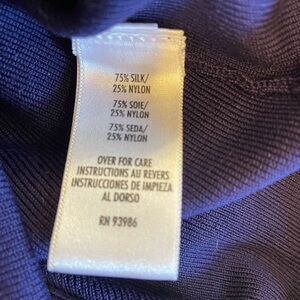 75% SILK/
25% NYLON
75% SOIE/
25% NYLON
75% SEDA/
25% NYLON
OVER FOR CARE
INSTRUCTIONS AU REVERS
INSTRUCCIONES DE IMPIEZA
AL DORSO
RN 93986